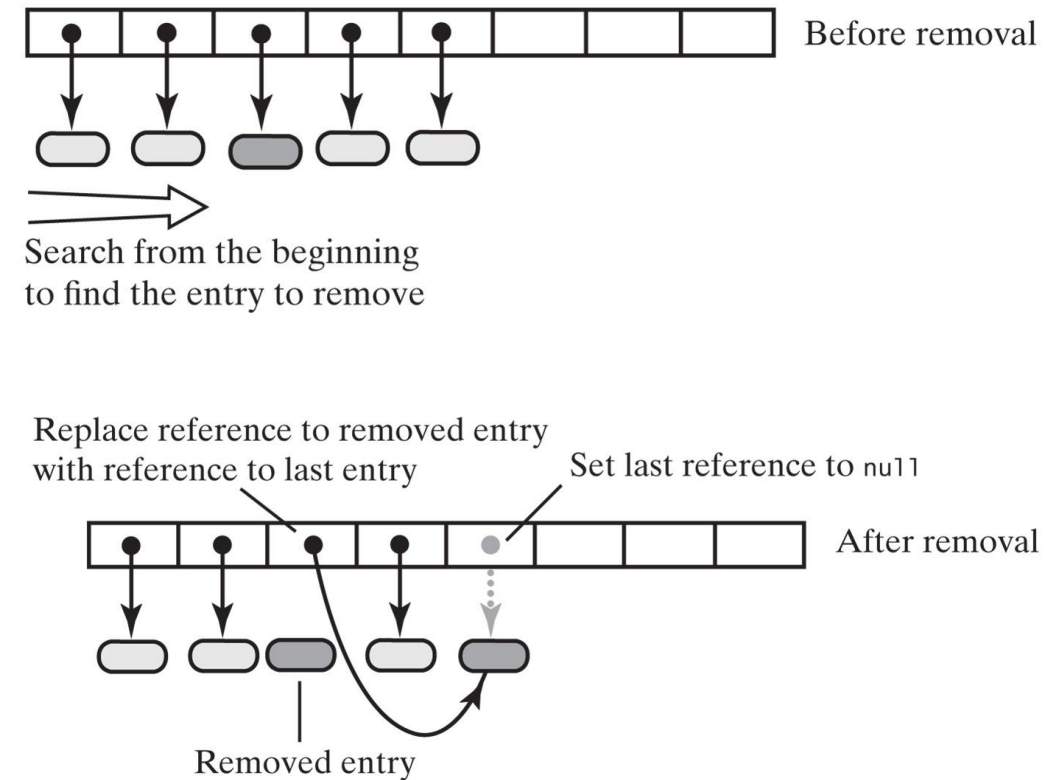 Before removal
Search from the beginning
to find the entry to remove
Replace reference to removed entry
with reference to last entry
Set last reference to null
After removal
Removed entry